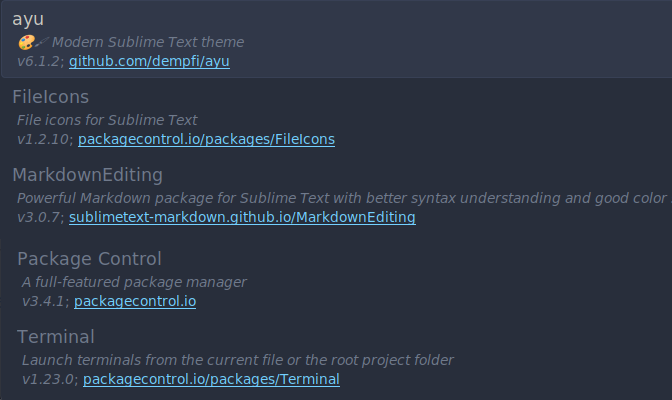 ayu
🎨🖌 Modern Sublime Text theme
v6.1.2; github.com/dempfi/ayu
FileIcons
File icons for Sublime Text
v1.2.10; packagecontrol.io/packages/FileIcons
MarkdownEditing
Powerful Markdown package for Sublime Text with better syntax understanding and good color
v3.0.7; sublimetext-markdown.github.io/MarkdownEditing
Package Control
A full-featured package manager
v3.4.1; packagecontrol.io
Terminal
Launch terminals from the current file or the root project folder
v1.23.0; packagecontrol.io/packages/Terminal